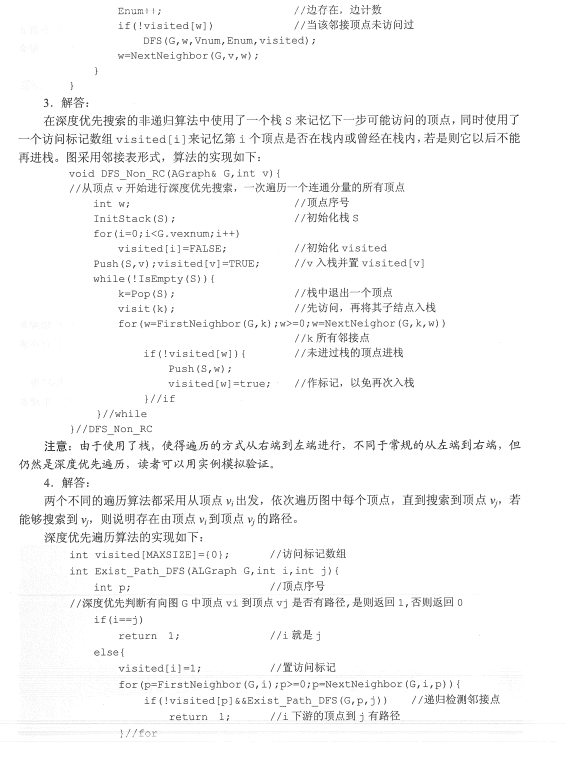 Enum++; //边存在，边计数
if(!visited[w]) //当该邻接顶点未访问过
DFS(G,w,Vnum,Enum,visited);
w=NextNeighbor(G,v,w);
}
}
3．解答：
在深度优先搜索的非递归算法中使用了一个栈 S 来记忆下一步可能访问的顶点，同时使用了
一个访问标记数组 visited[i]来记忆第 i 个顶点是否在栈内或曾经在栈内，若是则它以后不能
再进栈。图采用邻接表形式，算法的实现如下：
void DFS_Non_RC(AGraph& G,int v){
//从顶点 v 开始进行深度优先搜索，一次遍历一个连通分量的所有顶点
int w; //顶点序号
InitStack(S); //初始化栈 S
for(i=0;i<G.vexnum;i++)
visited[i]=FALSE; //初始化 visited
Push(S,v);visited[v]=TRUE; //v 入栈并置 visited[v]
while(!IsEmpty(S)){
k=Pop(S); //栈中退出一个顶点
visit(k); //先访问，再将其子结点入栈
for(w=FirstNeighbor(G,k);w>=0;w=NextNeighor(G,k,w))
//k 所有邻接点
if(!visited[w]){ //未进过栈的顶点进栈
Push(S,w);
visited[w]=true; //作标记，以免再次入栈
}//if
}//while
}//DFS_Non_RC
注意：由于使用了栈，使得遍历的方式从右端到左端进行，不同于常规的从左端到右端，但
仍然是深度优先遍历，读者可以用实例模拟验证。
4．解答：
两个不同的遍历算法都采用从顶点 vi 出发，依次遍历图中每个顶点，直到搜索到顶点 vj，若
能够搜索到 vj，则说明存在由顶点 vi 到顶点 vj 的路径。
深度优先遍历算法的实现如下：
int visited[MAXSIZE]={0}; //访问标记数组
int Exist_Path_DFS(ALGraph G,int i,int j){
int p; //顶点序号
//深度优先判断有向图 G 中顶点 vi 到顶点 vj 是否有路径,是则返回 1,否则返回 0
if(i==j)
return 1; //i 就是 j
else{
visited[i]=1; //置访问标记
for(p=FirstNeighbor(G,i);p>=0;p=NextNeighbor(G,i,p)){
if(!visited[p]&&Exist_Path_DFS(G,p,j)) //递归检测邻接点
return 1; //i 下游的顶点到 j 有路径
}//for